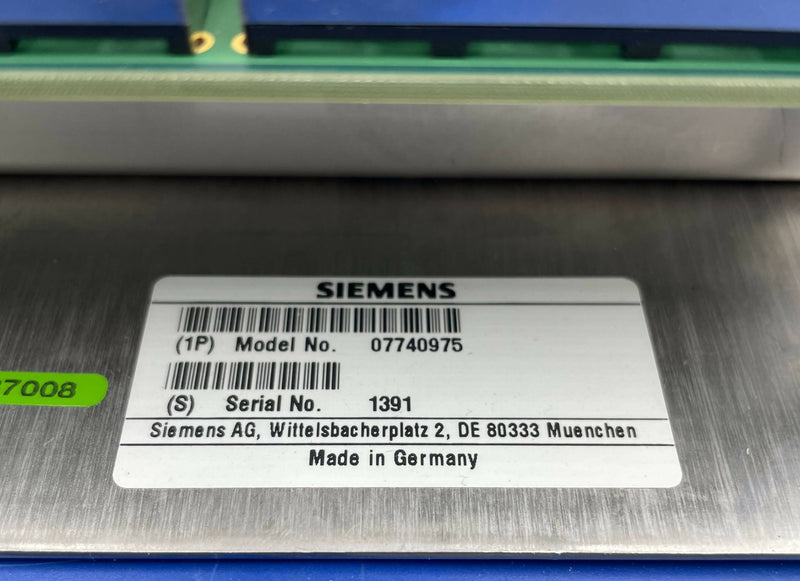 SIEMENS
(1P) Model No. 07740975
7008
(S) Serial No. 1391
Siemens AG, Wittelsbacherplatz 2, DE 80333 Muenchen
Made in Germany